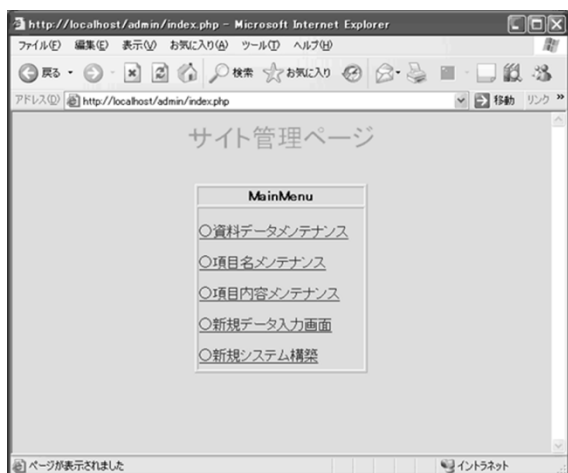 http://localhost/admin/index.php - Microsoft Internet Explorer
ファイル(F) 編集(E) 表示(V) お気に入り(A) ツール(T) ヘルプ(H)
戻る 検索 お気に入り
アドレス(D) http://localhost/admin/index.php 移動 リンク »
サイト管理ページ
MainMenu
○資料データメンテナンス
○項目名メンテナンス
○項目内容メンテナンス
○新規データ入力画面
○新規システム構築
ページが表示されました イントラネット